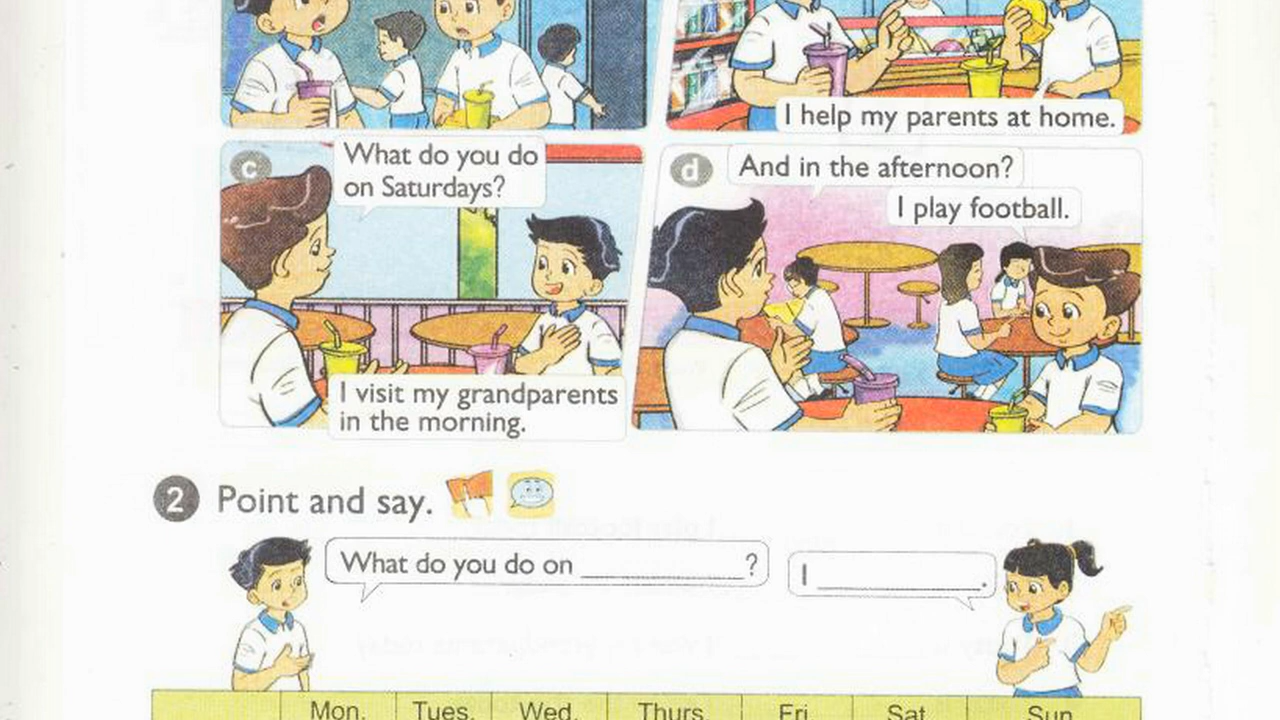 I help my parents at home.
c
What do you do
on Saturdays?
I visit my grandparents
in the morning.
d
And in the afternoon?
I play football.
2 Point and say.
What do you do on ____________?
I ____________.
Mon. Tues. Wed. Thurs. Fri. Sat. Sun.